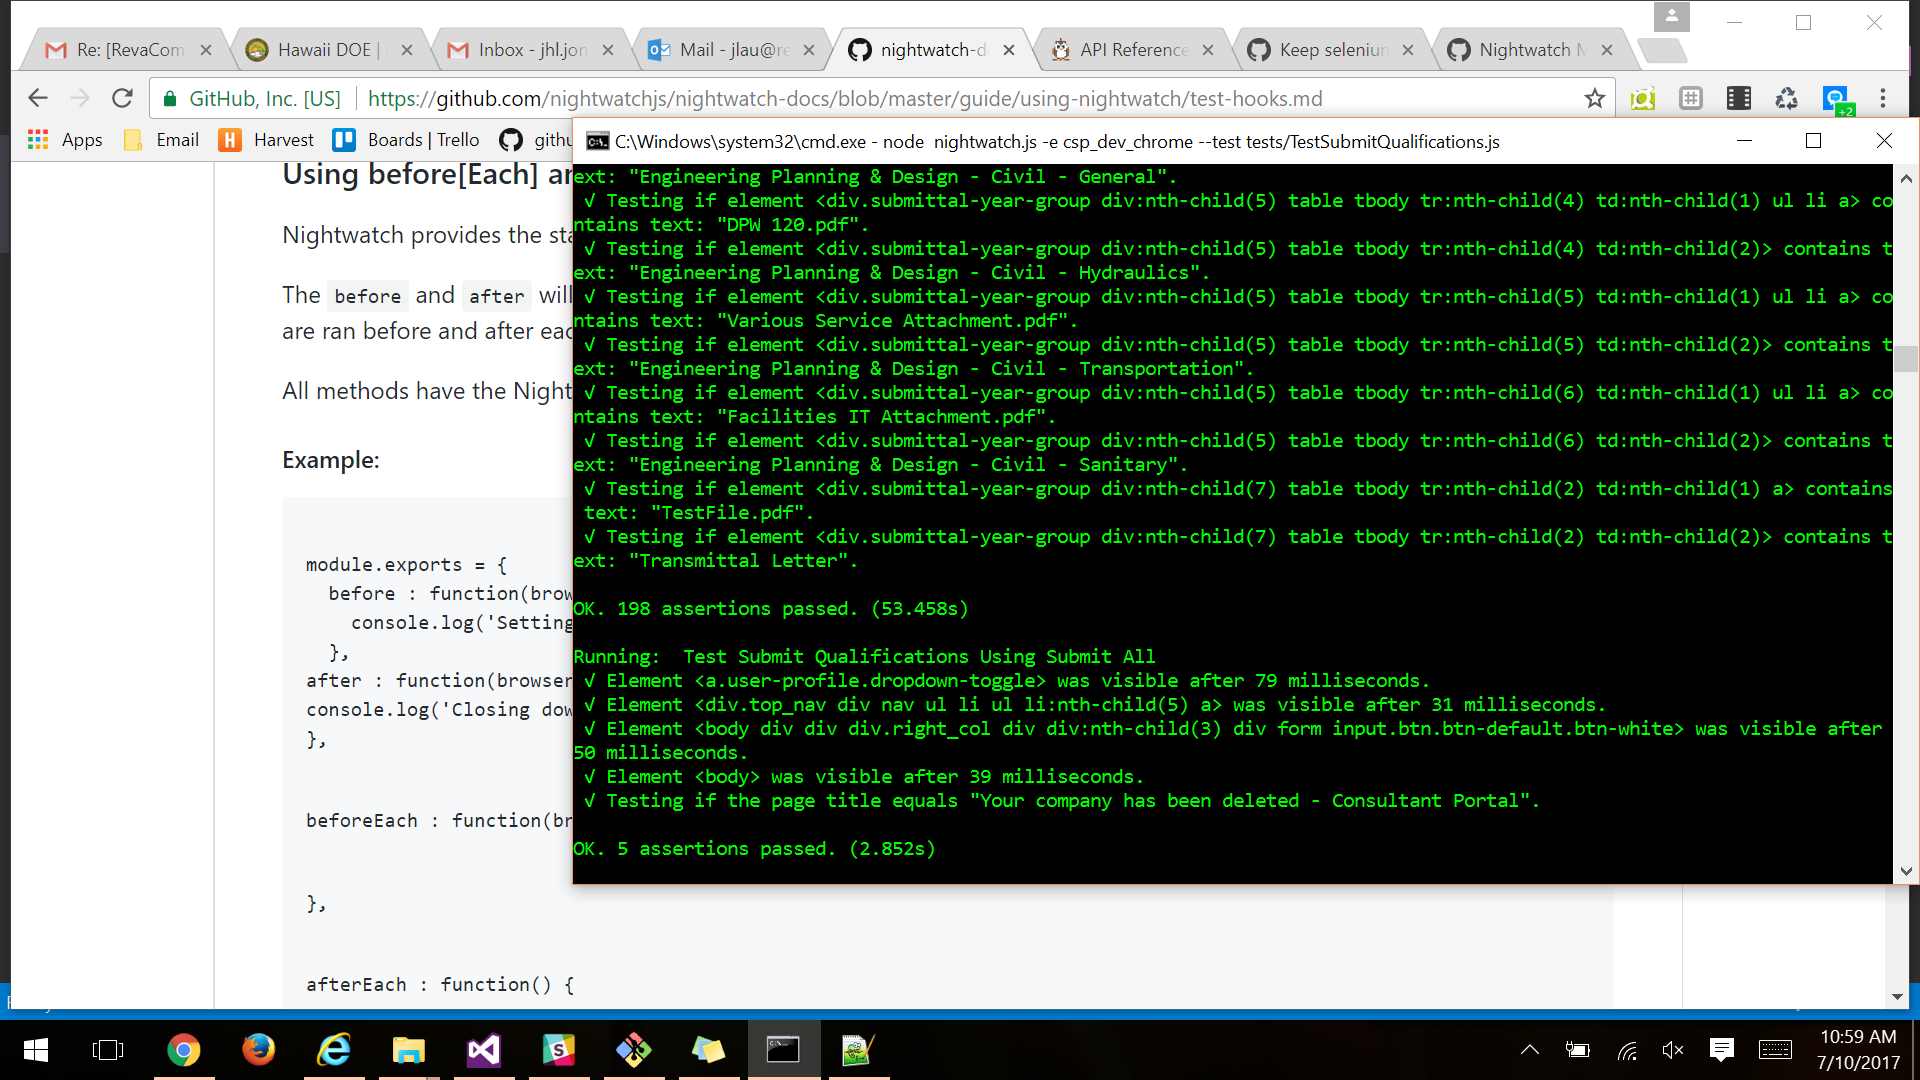 Re: [RevaCom
Hawaii DOE |
Inbox - jhl.jon
Mail - jlau@re
nightwatch-d
API Reference
Keep seleniun
Nightwatch M
GitHub, Inc. [US]
https://github.com/nightwatchjs/nightwatch-docs/blob/master/guide/using-nightwatch/test-hooks.md
+2
Apps
Email
Harvest
Boards | Trello
githu
C:\Windows\system32\cmd.exe - node  nightwatch.js -e csp_dev_chrome --test tests/TestSubmitQualifications.js
Using before[Each] an
Nightwatch provides the sta
The before and after will
are ran before and after eac
All methods have the Night
Example:
module.exports = {
before : function(brow
console.log('Setting
},
after : function(browser
console.log('Closing dow
},
beforeEach : function(br
},
afterEach : function() {
ext: "Engineering Planning & Design - Civil - General".
√ Testing if element <div.submittal-year-group div:nth-child(5) table tbody tr:nth-child(4) td:nth-child(1) ul li a> co
ntains text: "DPW 120.pdf".
√ Testing if element <div.submittal-year-group div:nth-child(5) table tbody tr:nth-child(4) td:nth-child(2)> contains t
ext: "Engineering Planning & Design - Civil - Hydraulics".
√ Testing if element <div.submittal-year-group div:nth-child(5) table tbody tr:nth-child(5) td:nth-child(1) ul li a> co
ntains text: "Various Service Attachment.pdf".
√ Testing if element <div.submittal-year-group div:nth-child(5) table tbody tr:nth-child(5) td:nth-child(2)> contains t
ext: "Engineering Planning & Design - Civil - Transportation".
√ Testing if element <div.submittal-year-group div:nth-child(5) table tbody tr:nth-child(6) td:nth-child(1) ul li a> co
ntains text: "Facilities IT Attachment.pdf".
√ Testing if element <div.submittal-year-group div:nth-child(5) table tbody tr:nth-child(6) td:nth-child(2)> contains t
ext: "Engineering Planning & Design - Civil - Sanitary".
√ Testing if element <div.submittal-year-group div:nth-child(7) table tbody tr:nth-child(2) td:nth-child(1) a> contains
text: "TestFile.pdf".
√ Testing if element <div.submittal-year-group div:nth-child(7) table tbody tr:nth-child(2) td:nth-child(2)> contains t
ext: "Transmittal Letter".
OK. 198 assertions passed. (53.458s)
Running:  Test Submit Qualifications Using Submit All
√ Element <a.user-profile.dropdown-toggle> was visible after 79 milliseconds.
√ Element <div.top_nav div nav ul li ul li:nth-child(5) a> was visible after 31 milliseconds.
√ Element <body div div div.right_col div div:nth-child(3) div form input.btn.btn-default.btn-white> was visible after
50 milliseconds.
√ Element <body> was visible after 39 milliseconds.
√ Testing if the page title equals "Your company has been deleted - Consultant Portal".
OK. 5 assertions passed. (2.852s)
10:59 AM
7/10/2017